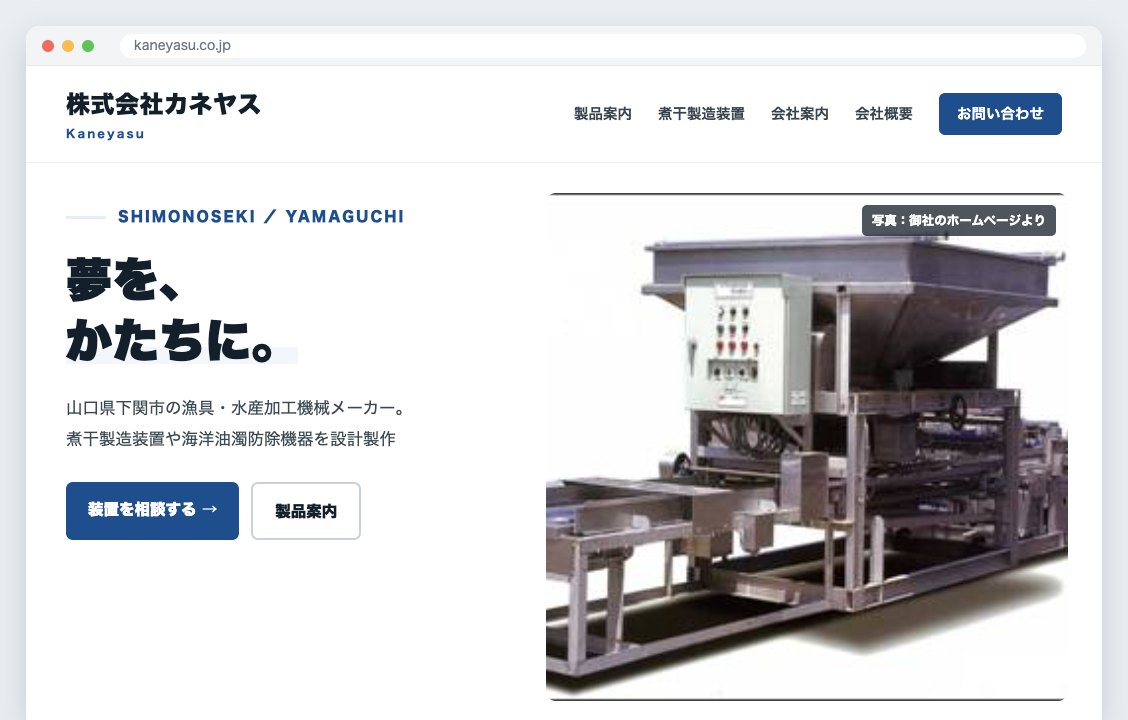 kaneyasu.co.jp
株式会社カネヤス
Kaneyasu
製品案内
煮干製造装置
会社案内
会社概要
お問い合わせ
SHIMONOSEKI ／ YAMAGUCHI
夢を、
かたちに。
山口県下関市の漁具・水産加工機械メーカー。
煮干製造装置や海洋油濁防除機器を設計製作
装置を相談する →
製品案内
写真：御社のホームページより